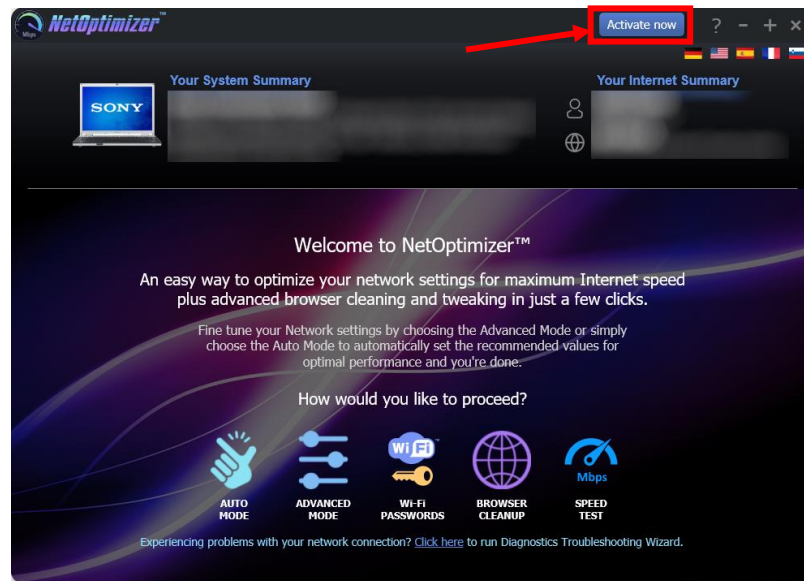 Mbps
NetOptimizer™
Activate now
? - + ×
Your System Summary
Your Internet Summary
SONY
Welcome to NetOptimizer™
An easy way to optimize your network settings for maximum Internet speed
plus advanced browser cleaning and tweaking in just a few clicks.
Fine tune your Network settings by choosing the Advanced Mode or simply
choose the Auto Mode to automatically set the recommended values for
optimal performance and you're done.
How would you like to proceed?
Wi Fi™
Mbps
AUTO
MODE
ADVANCED
MODE
Wi-Fi
PASSWORDS
BROWSER
CLEANUP
SPEED
TEST
Experiencing problems with your network connection? Click here to run Diagnostics Troubleshooting Wizard.